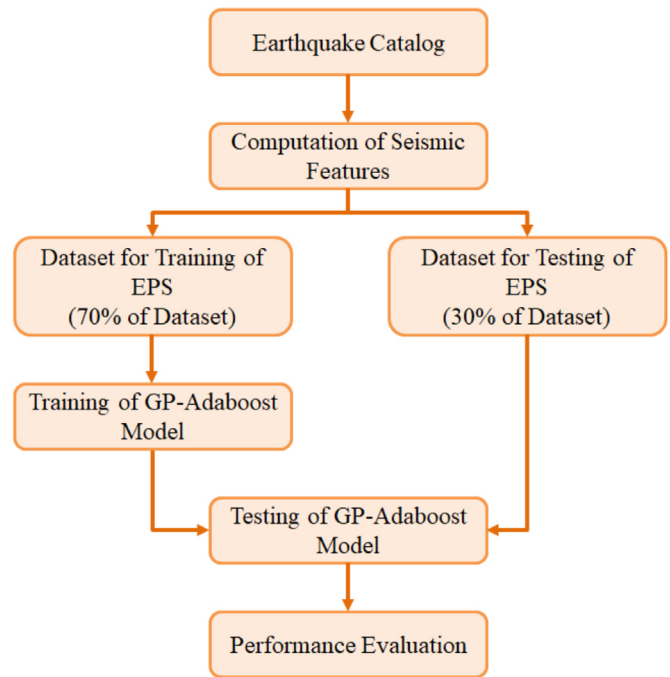 Earthquake Catalog
Computation of Seismic
Features
Dataset for Training of
EPS
(70% of Dataset)
Dataset for Testing of
EPS
(30% of Dataset)
Training of GP-Adaboost
Model
Testing of GP-Adaboost
Model
Performance Evaluation